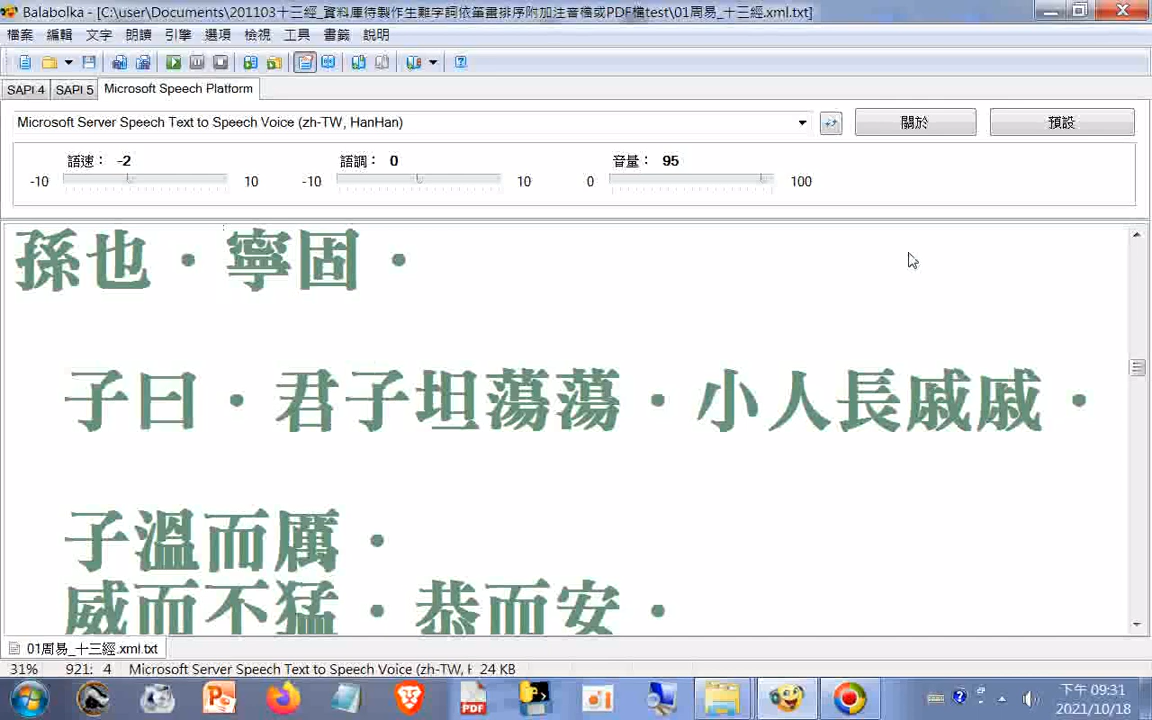 Balabolka - [C:\user\Documents\201103十三經_資料庫待製作生難字詞依筆畫排序附加注音檔或PDF檔test\01周易_十三經.xml.txt]
檔案 編輯 文字 朗讀 引擎 選項 檢視 工具 書籤 說明
SAPI 4 SAPI 5 Microsoft Speech Platform
Microsoft Server Speech Text to Speech Voice (zh-TW, HanHan) 關於 預設
語速： -2 語調： 0 音量： 95
-10 10 -10 10 0 100
孫也．寧固．
子曰．君子坦蕩蕩．小人長戚戚．
子溫而厲．
威而不猛．恭而安．
01周易_十三經.xml.txt
31% 921: 4 Microsoft Server Speech Text to Speech Voice (zh-TW, H 24 KB
PDF
下午 09:31
2021/10/18